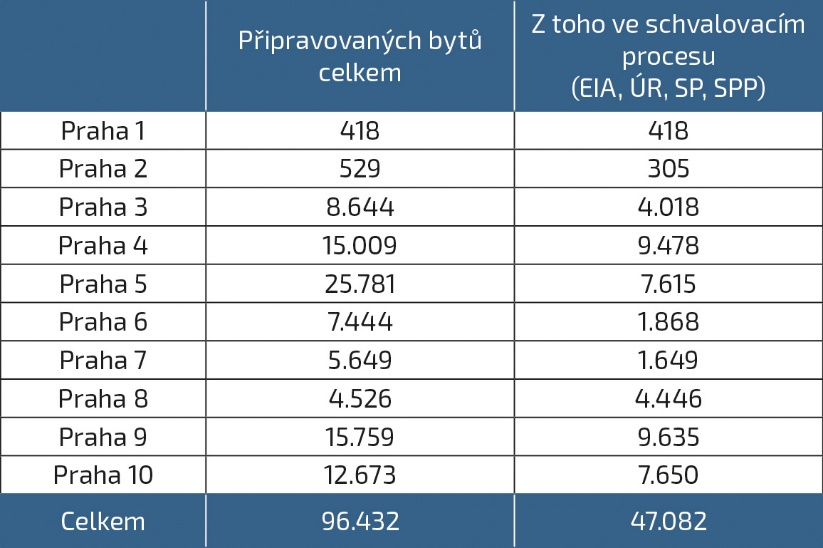 Připravovaných bytů
celkem
Z toho ve schvalovacím
procesu
(EIA, ÚR, SP, SPP)
Praha 1 418 418
Praha 2 529 305
Praha 3 8.644 4.018
Praha 4 15.009 9.478
Praha 5 25.781 7.615
Praha 6 7.444 1.868
Praha 7 5.649 1.649
Praha 8 4.526 4.446
Praha 9 15.759 9.635
Praha 10 12.673 7.650
Celkem 96.432 47.082